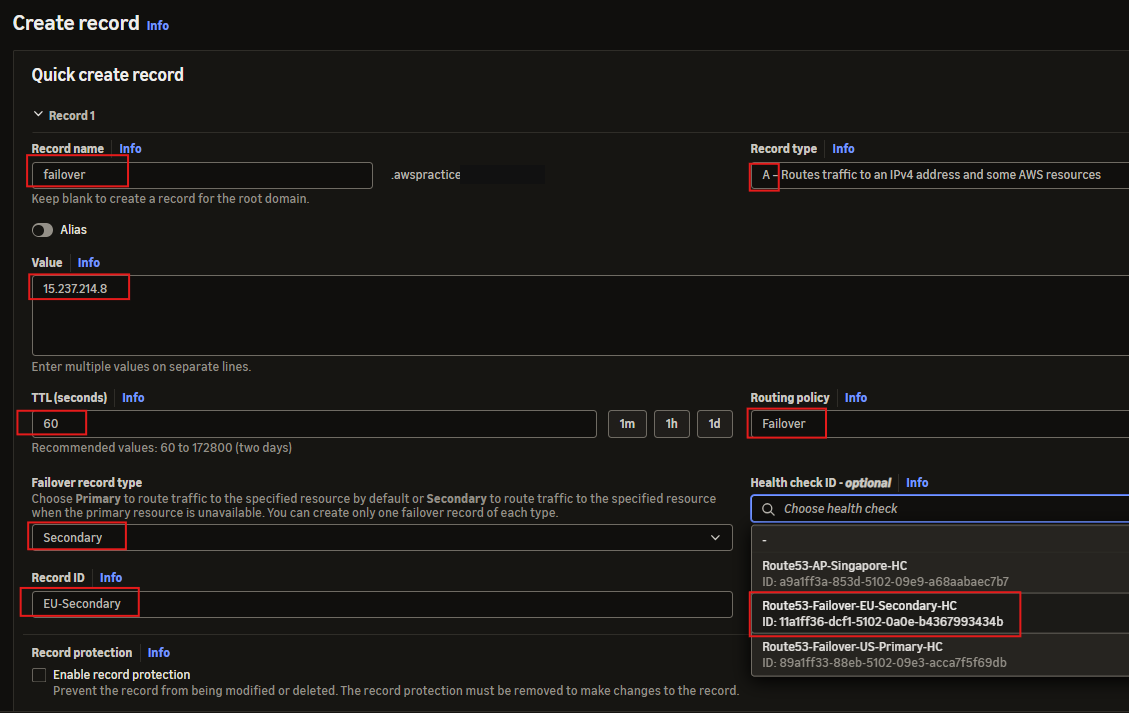 Create record Info
Quick create record
Record 1
Record name Info
failover
.awspractice
Keep blank to create a record for the root domain.
Record type Info
A – Routes traffic to an IPv4 address and some AWS resources
Alias
Value Info
15.237.214.8
Enter multiple values on separate lines.
TTL (seconds) Info
60
1m 1h 1d
Recommended values: 60 to 172800 (two days)
Routing policy Info
Failover
Failover record type
Choose Primary to route traffic to the specified resource by default or Secondary to route traffic to the specified resource
when the primary resource is unavailable. You can create only one failover record of each type.
Secondary
Health check ID - optional Info
Choose health check
-
Route53-AP-Singapore-HC
ID: a9a1ff3a-853d-5102-09e9-a68aabaec7b7
Route53-Failover-EU-Secondary-HC
ID: 11a1ff36-dcf1-5102-0a0e-b4367993434b
Route53-Failover-US-Primary-HC
ID: 89a1ff33-88eb-5102-09e3-acca7f5f69db
Record ID Info
EU-Secondary
Record protection Info
Enable record protection
Prevent the record from being modified or deleted. The record protection must be removed to make changes to the record.